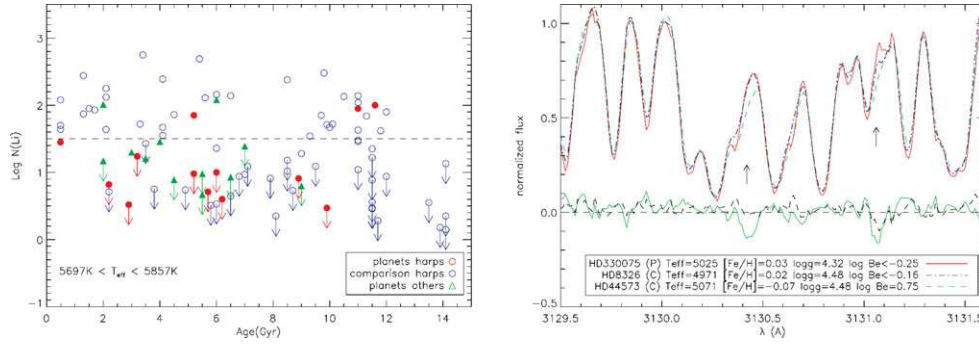 3
2
1
0
−1
Log N(Li)
5697K < Teff < 5857K
planets harps
comparison harps
planets others
0 2 4 6 8 10 12 14
Age(Gyr)
1.0
0.5
0.0
−0.5
normalized flux
HD330075 (P) Teff=5025 [Fe/H]=0.03 logg=4.32 log Be<−0.25
HD8326 (C) Teff=4971 [Fe/H]=0.02 logg=4.48 log Be<−0.16
HD44573 (C) Teff=5071 [Fe/H]=−0.07 logg=4.48 log Be=0.75
3129.5 3130.0 3130.5 3131.0 3131.5
λ (A)